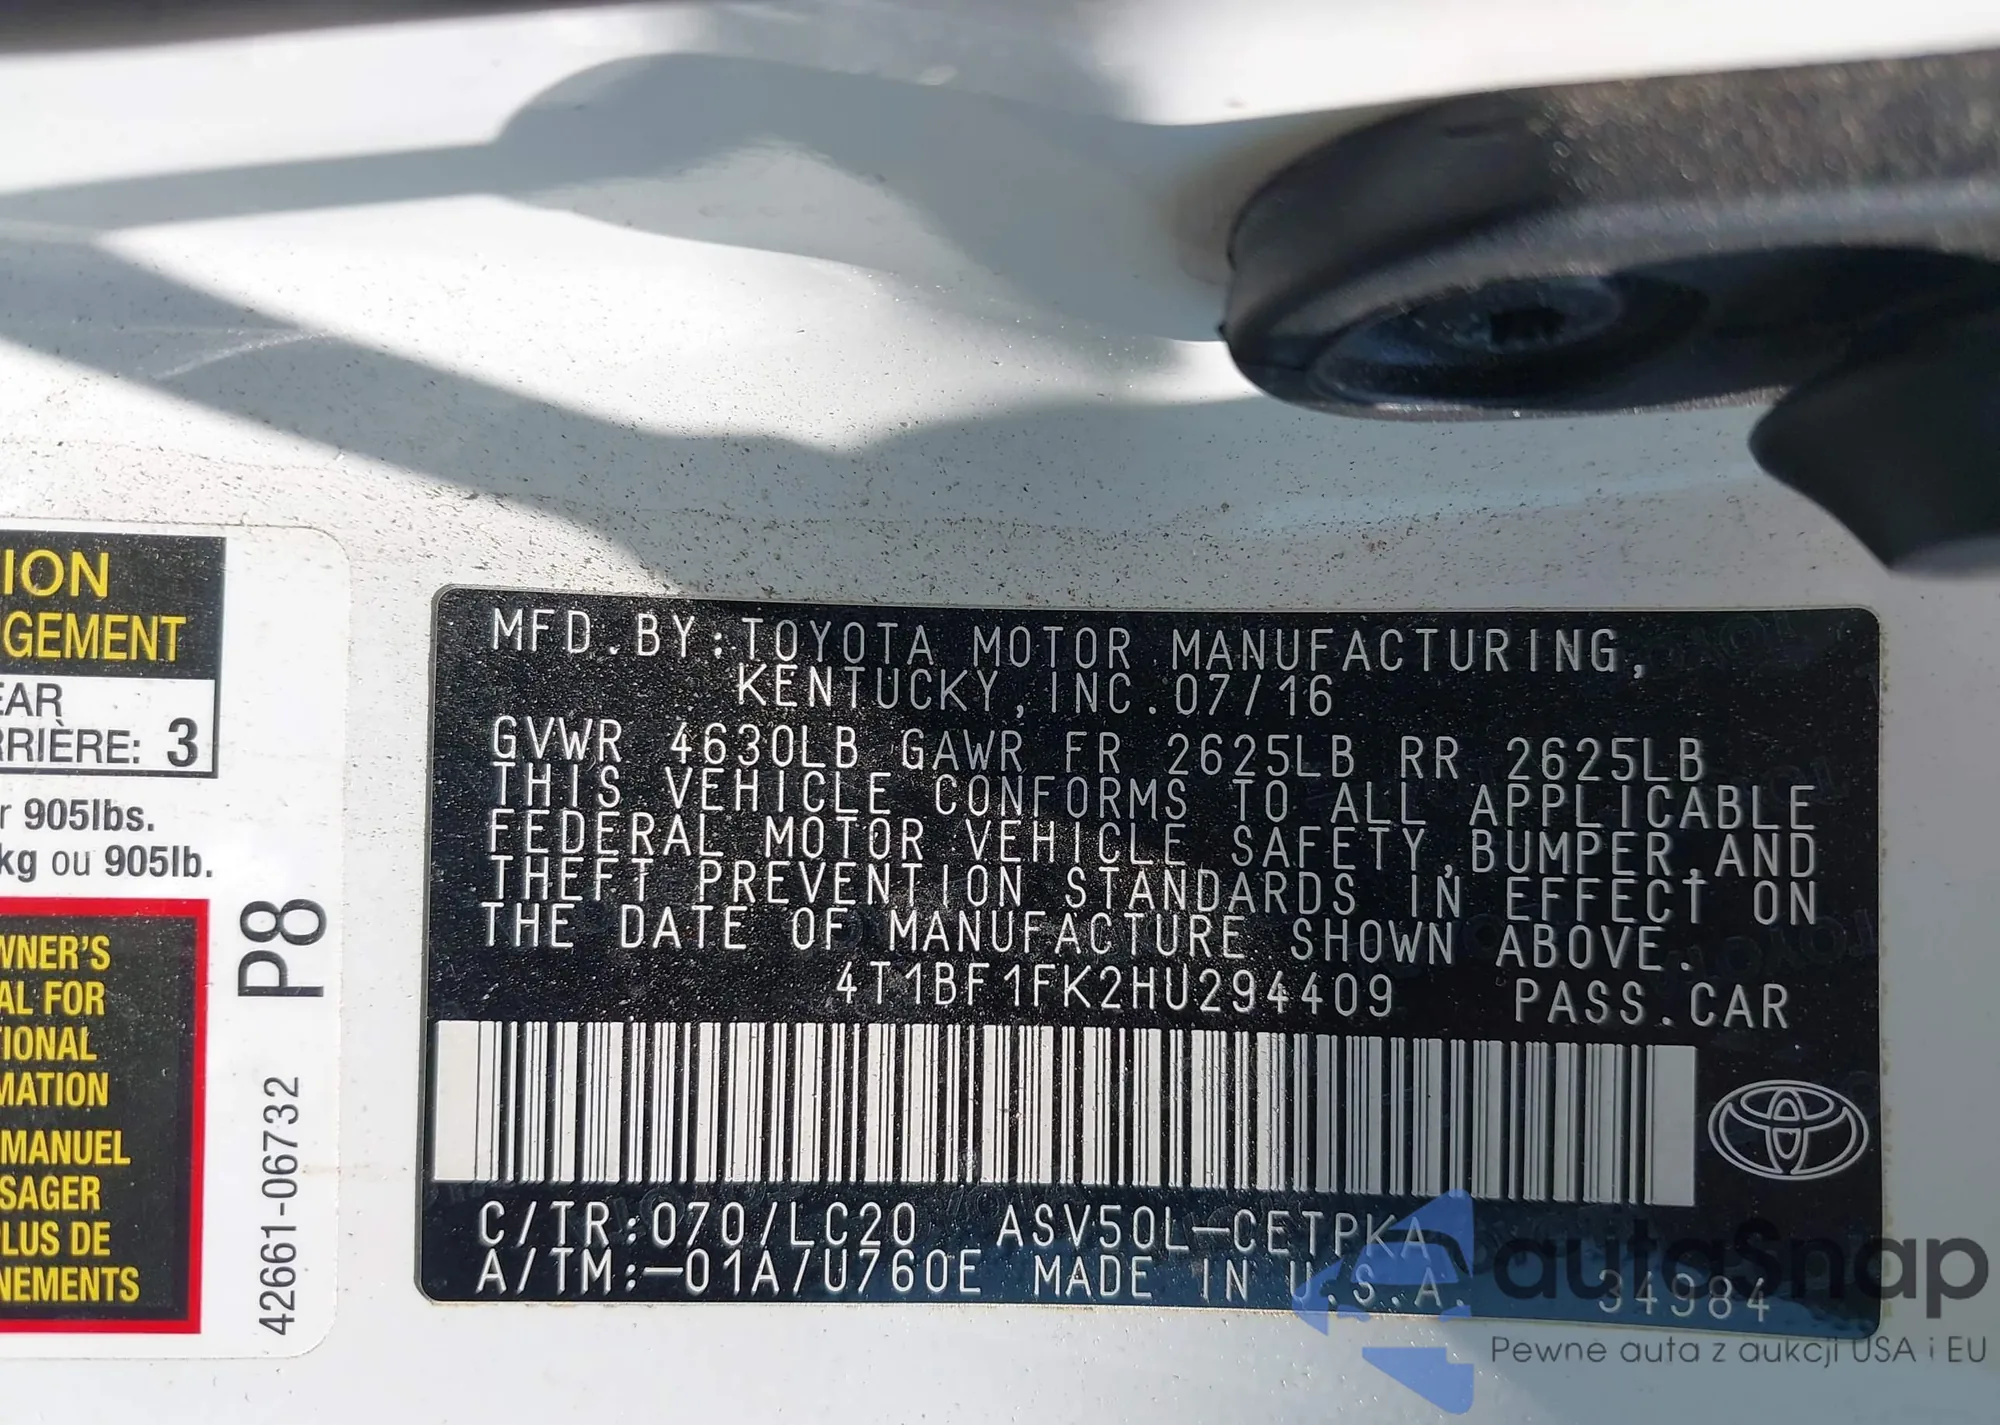 ION
GEMENT
EAR
RRIÈRE: 3
r 905lbs.
kg ou 905lb.
WNER'S
AL FOR
TIONAL
MATION
MANUEL
SAGER
PLUS DE
NEMENTS
P8
42661-06732
MFD.BY:TOYOTA MOTOR MANUFACTURING,
KENTUCKY,INC.07/16
GVWR 4630LB GAWR FR 2625LB RR 2625LB
THIS VEHICLE CONFORMS TO ALL APPLICABLE
FEDERAL MOTOR VEHICLE SAFETY,BUMPER,AND
THEFT PREVENTION STANDARDS IN EFFECT ON
THE DATE OF MANUFACTURE SHOWN ABOVE.
4T1BF1FK2HU294409 PASS.CAR
C/TR:070/LC20 ASV50L-CETPKA
A/TM:-01A/U760E MADE IN U.S.A. 34984
autoSnap
Pewne auta z aukcji USA i EU